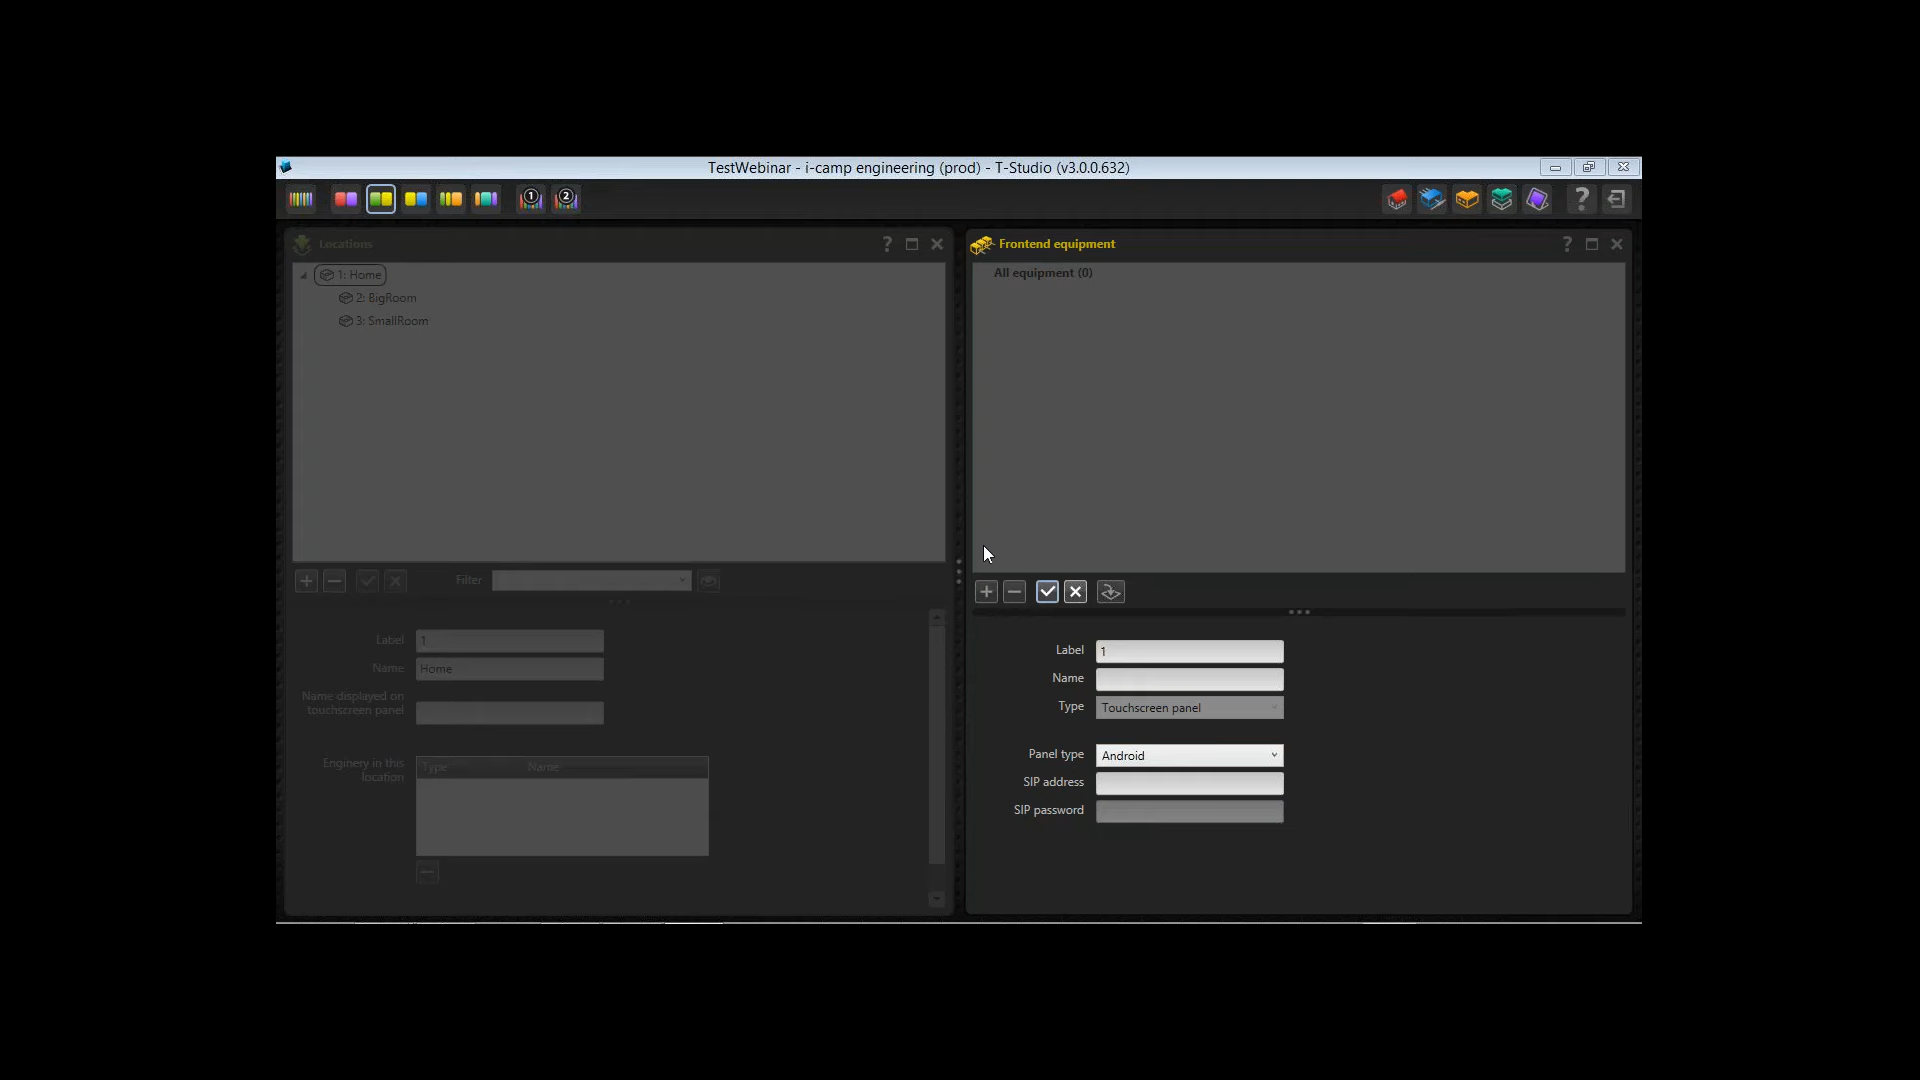 TestWebinar - i-camp engineering (prod) - T-Studio (v3.0.0.632)
1
2
?
Locations
?
1: Home
2: BigRoom
3: SmallRoom
Filter
Label
1
Name
Home
Name displayed on
touchscreen panel
Enginery in this
location
Type
Name
Frontend equipment
?
All equipment (0)
Label
1
Name
Type
Touchscreen panel
Panel type
Android
SIP address
SIP password